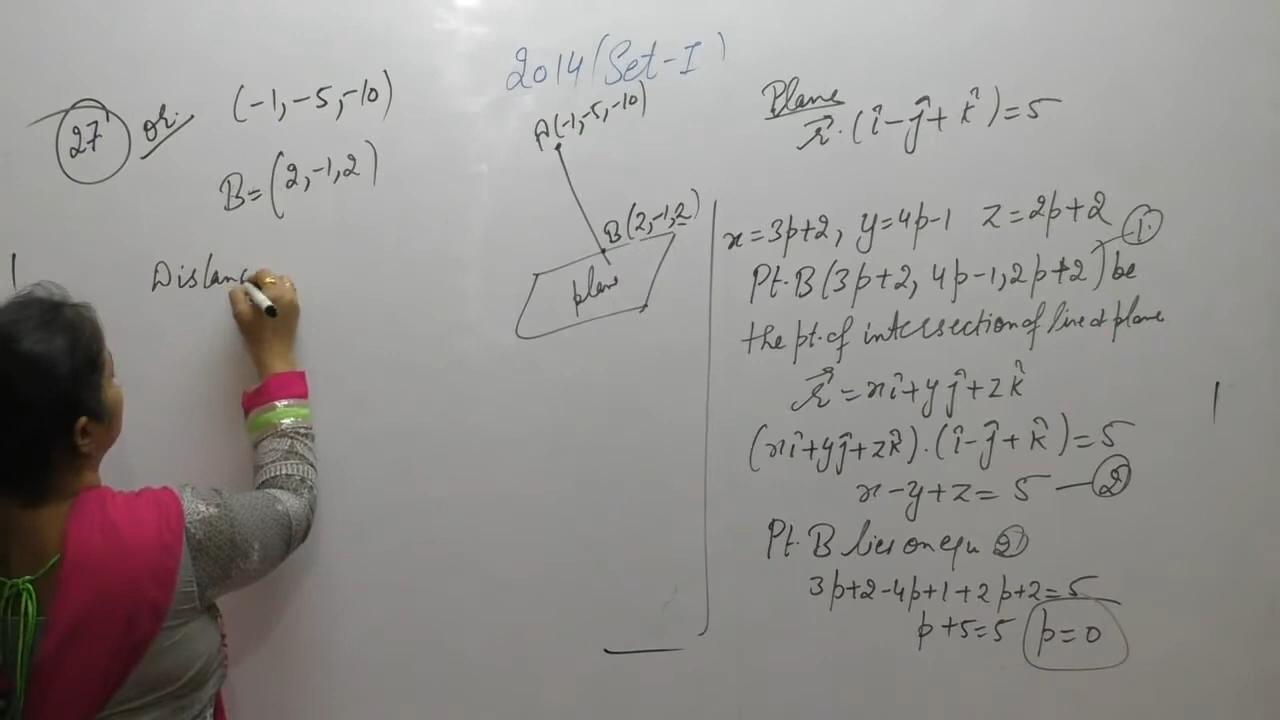 2014 (Set-I)
27 or (-1, -5, -10)
B = (2, -1, 2)
Distanc
A(-1, -5, -10)
B(2, -1, 2)
plane
Plane
r⃗.(î-ĵ+k̂)=5
x=3p+2, y=4p-1 z=2p+2 -①
Pt. B(3p+2, 4p-1, 2p+2) be
the pt. of intersection of line & plane
r⃗ = xî+yĵ+zk̂
(xî+yĵ+zk̂).(î-ĵ+k̂)=5
x-y+z=5 —②
Pt. B lies on equ ②
3p+2-4p+1+2p+2=5
p+5=5 p=0